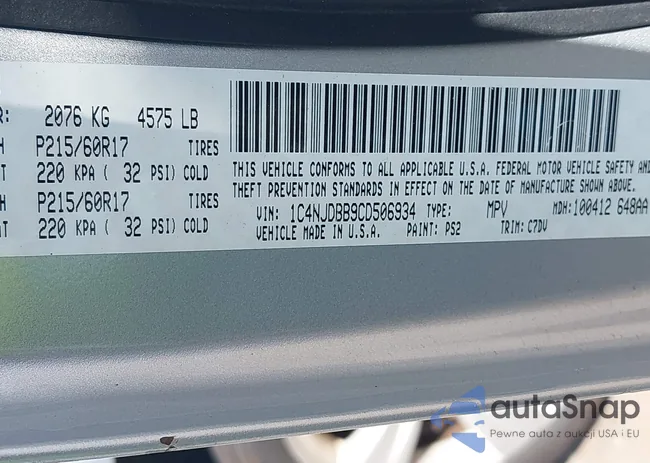 R: 2076 KG 4575 LB
H P215/60R17 TIRES
NT 220 KPA ( 32 PSI) COLD
H P215/60R17 TIRES
NT 220 KPA ( 32 PSI) COLD
THIS VEHICLE CONFORMS TO ALL APPLICABLE U.S.A. FEDERAL MOTOR VEHICLE SAFETY AND
THEFT PREVENTION STANDARDS IN EFFECT ON THE DATE OF MANUFACTURE SHOWN ABOVE.
VIN: 1C4NJDBB9CD506934 TYPE: MPV MDH: 100412 648AA
VEHICLE MADE IN U.S.A. PAINT: PS2 TRIM: C7DV
autoSnap
Pewne auta z aukcji USA i EU